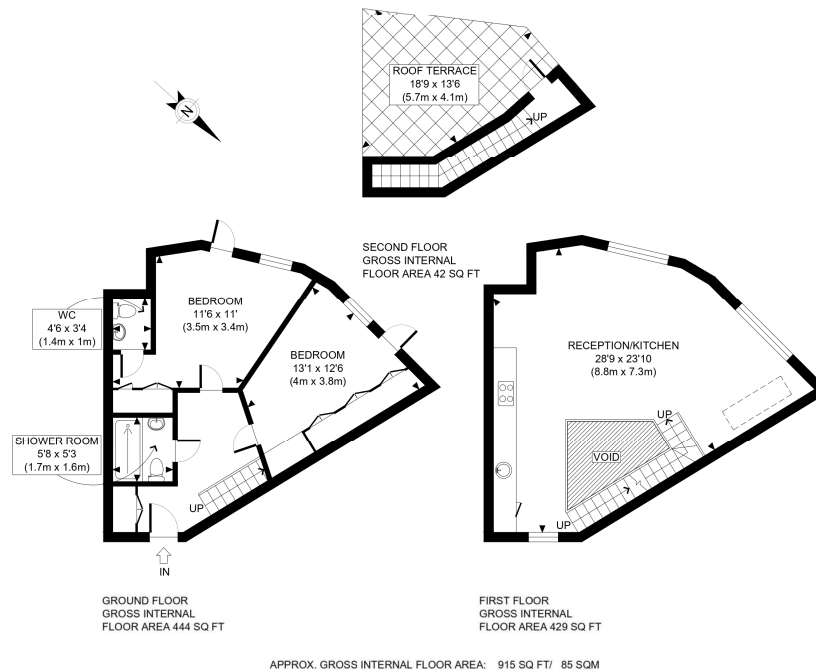 ROOF TERRACE
18'9 x 13'6
(5.7m x 4.1m)
UP
N
SECOND FLOOR
GROSS INTERNAL
FLOOR AREA 42 SQ FT
WC
4'6 x 3'4
(1.4m x 1m)
BEDROOM
11'6 x 11'
(3.5m x 3.4m)
BEDROOM
13'1 x 12'6
(4m x 3.8m)
SHOWER ROOM
5'8 x 5'3
(1.7m x 1.6m)
UP
IN
RECEPTION/KITCHEN
28'9 x 23'10
(8.8m x 7.3m)
UP
VOID
UP
GROUND FLOOR
GROSS INTERNAL
FLOOR AREA 444 SQ FT
FIRST FLOOR
GROSS INTERNAL
FLOOR AREA 429 SQ FT
APPROX. GROSS INTERNAL FLOOR AREA: 915 SQ FT/ 85 SQM